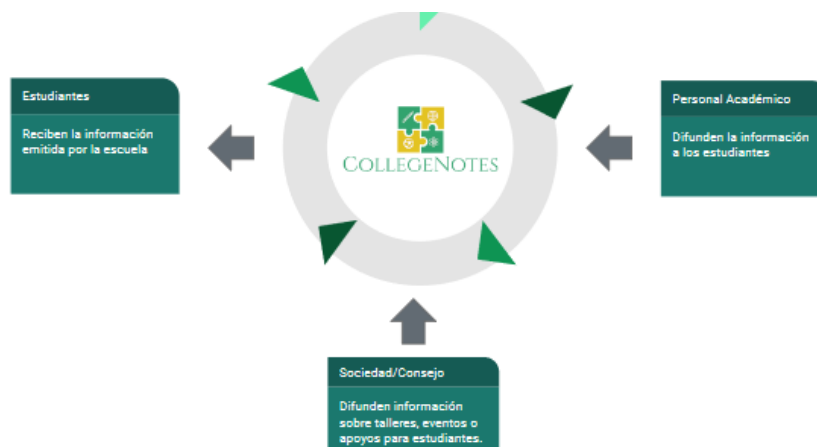 Estudiantes
Reciben la información
emitida por la escuela
COLLEGENOTES
Personal Académico
Difunden la información
a los estudiantes
Sociedad/Consejo
Difunden información
sobre talleres, eventos o
apoyos para estudiantes.